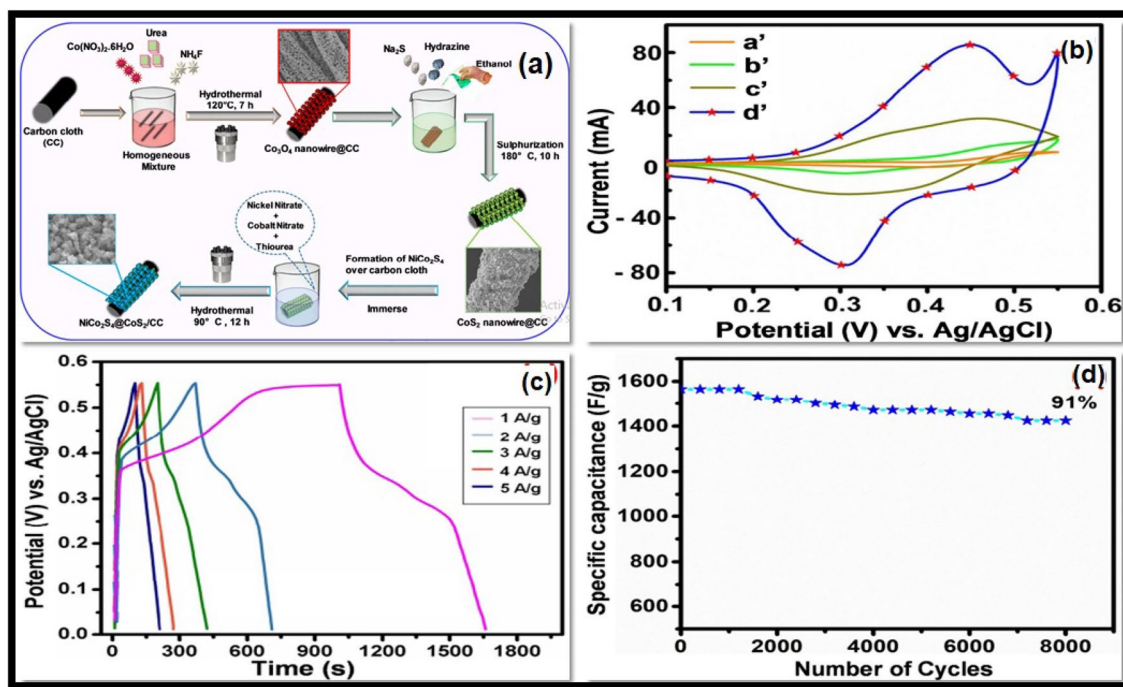 (a)
Co(NO₃)₂.6H₂O
Urea
NH₄F
Carbon cloth
(CC)
Homogeneous
Mixture
Hydrothermal
120°C, 7 h
Co₃O₄ nanowire@CC
Na₂S
Hydrazine
Ethanol
Sulphurization
180° C, 10 h
CoS₂ nanowire@CC
Formation of NiCo₂S₄
over carbon cloth
Immerse
Nickel Nitrate
+
Cobalt Nitrate
+
Thiourea
Hydrothermal
90° C , 12 h
NiCo₂S₄@CoS₂/CC
(b)
a'
b'
c'
d'
Current (mA)
80
40
0
- 40
- 80
0.1 0.2 0.3 0.4 0.5 0.6
Potential (V) vs. Ag/AgCl
(c)
Potential (V) vs. Ag/AgCl
0.6
0.5
0.4
0.3
0.2
0.1
0.0
1 A/g
2 A/g
3 A/g
4 A/g
5 A/g
0 300 600 900 1200 1500 1800
Time (s)
(d)
91%
Specific capacitance (F/g)
1600
1400
1200
1000
800
600
0 2000 4000 6000 8000
Number of Cycles